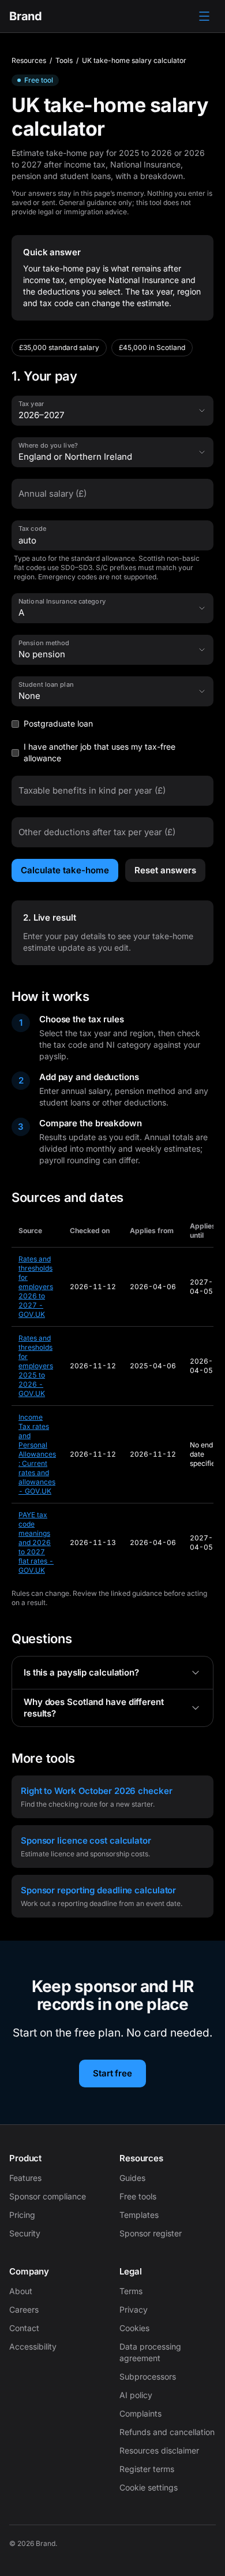 Brand
Resources / Tools / UK take-home salary calculator
Free tool
UK take-home salary
calculator
Estimate take-home pay for 2025 to 2026 or 2026
to 2027 after income tax, National Insurance,
pension and student loans, with a breakdown.
Your answers stay in this page's memory. Nothing you enter is
saved or sent. General guidance only; this tool does not
provide legal or immigration advice.
Quick answer
Your take-home pay is what remains after
income tax, employee National Insurance and
the deductions you select. The tax year, region
and tax code can change the estimate.
£35,000 standard salary
£45,000 in Scotland
1. Your pay
Tax year
2026–2027
Where do you live?
England or Northern Ireland
Annual salary (£)
Tax code
auto
Type auto for the standard allowance. Scottish non-basic
flat codes use SD0–SD3. S/C prefixes must match your
region. Emergency codes are not supported.
National Insurance category
A
Pension method
No pension
Student loan plan
None
Postgraduate loan
I have another job that uses my tax-free
allowance
Taxable benefits in kind per year (£)
Other deductions after tax per year (£)
Calculate take-home
Reset answers
2. Live result
Enter your pay details to see your take-home
estimate update as you edit.
How it works
1
Choose the tax rules
Select the tax year and region, then check
the tax code and NI category against your
payslip.
2
Add pay and deductions
Enter annual salary, pension method and any
student loans or other deductions.
3
Compare the breakdown
Results update as you edit. Annual totals are
divided into monthly and weekly estimates;
payroll rounding can differ.
Sources and dates
Source Checked on Applies from Applies until
Rates and
thresholds
for
employers
2026 to
2027 -
GOV.UK
2026-11-12 2026-04-06 2027-
04-05
Rates and
thresholds
for
employers
2025 to
2026 -
GOV.UK
2026-11-12 2025-04-06 2026-
04-05
Income
Tax rates
and
Personal
Allowances
: Current
rates and
allowances
- GOV.UK
2026-11-12 2026-11-12 No end
date
specifie
PAYE tax
code
meanings
and 2026
to 2027
flat rates -
GOV.UK
2026-11-13 2026-04-06 2027-
04-05
Rules can change. Review the linked guidance before acting
on a result.
Questions
Is this a payslip calculation?
Why does Scotland have different
results?
More tools
Right to Work October 2026 checker
Find the checking route for a new starter.
Sponsor licence cost calculator
Estimate licence and sponsorship costs.
Sponsor reporting deadline calculator
Work out a reporting deadline from an event date.
Keep sponsor and HR
records in one place
Start on the free plan. No card needed.
Start free
Product
Features
Sponsor compliance
Pricing
Security
Resources
Guides
Free tools
Templates
Sponsor register
Company
About
Careers
Contact
Accessibility
Legal
Terms
Privacy
Cookies
Data processing
agreement
Subprocessors
AI policy
Complaints
Refunds and cancellation
Resources disclaimer
Register terms
Cookie settings
© 2026 Brand.